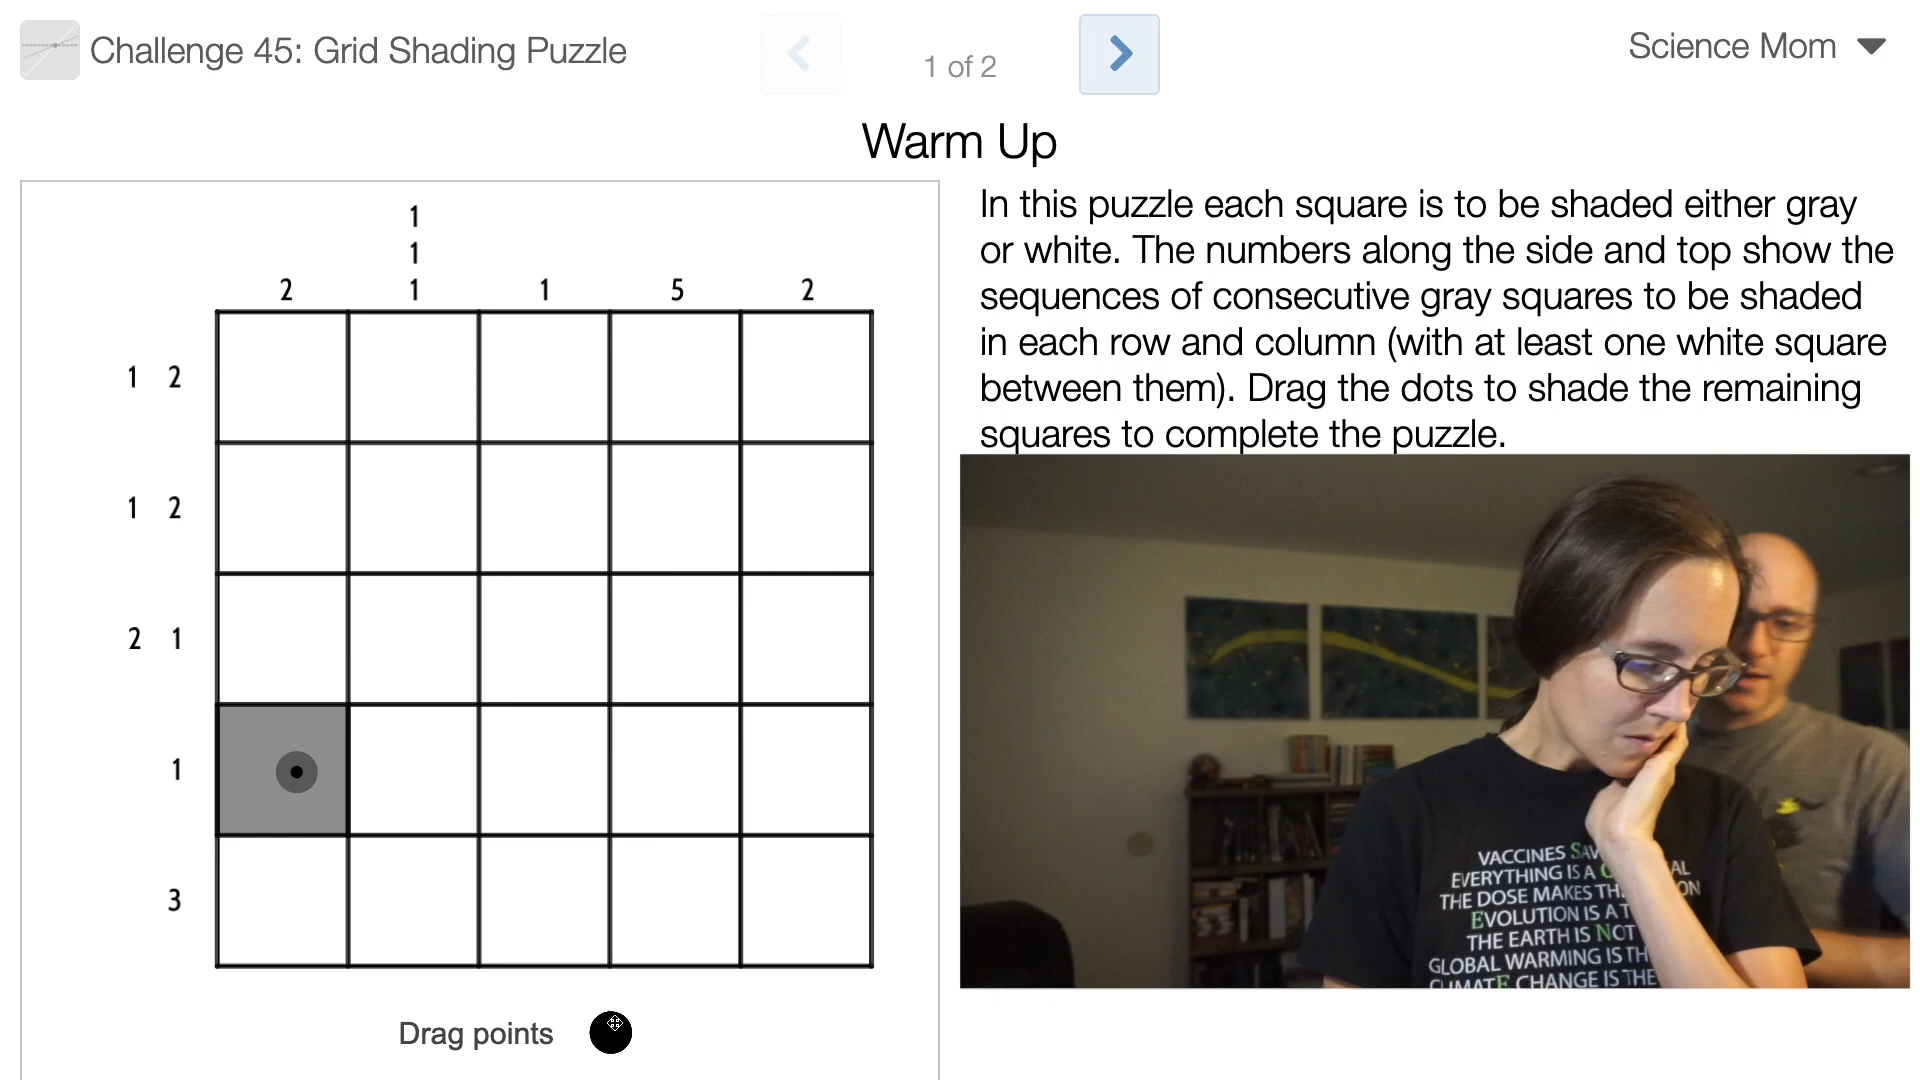 Challenge 45: Grid Shading Puzzle
1 of 2
Science Mom
Warm Up
1
1
2 1 1 5 2
1 2
1 2
2 1
1
3
Drag points
In this puzzle each square is to be shaded either gray
or white. The numbers along the side and top show the
sequences of consecutive gray squares to be shaded
in each row and column (with at least one white square
between them). Drag the dots to shade the remaining
squares to complete the puzzle.
VACCINES
EVERYTHING IS A
THE DOSE MAKES
EVOLUTION IS A
THE EARTH IS NOT
GLOBAL WARMING IS
CLIMATE CHANGE IS THE